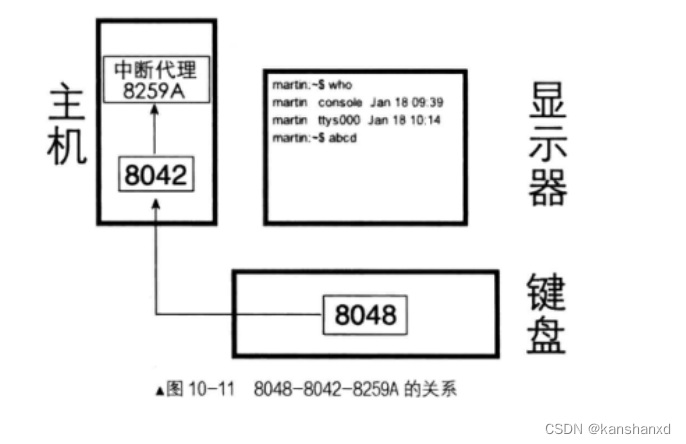 主机
中断代理
8259A
8042
martin:~$ who
martin console Jan 18 09:39
martin ttys000 Jan 18 10:14
martin:~$ abcd
显示器
8048
键盘
▲图 10-11 8048-8042-8259A 的关系
CSDN @kanshanxd